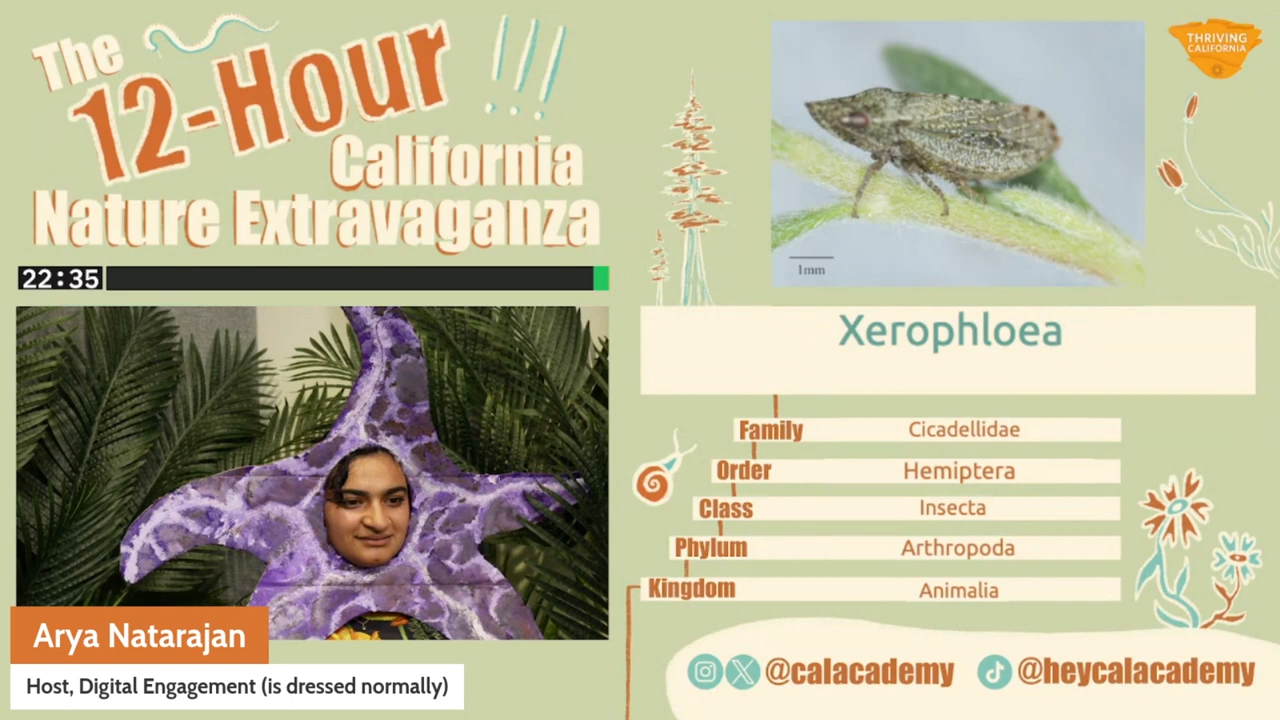 The
12-Hour !!!
California
Nature Extravaganza
22:35
Arya Natarajan
Host, Digital Engagement (is dressed normally)
THRIVING
CALIFORNIA
1mm
Xerophloea
Family Cicadellidae
Order Hemiptera
Class Insecta
Phylum Arthropoda
Kingdom Animalia
@calacademy @heycalacademy